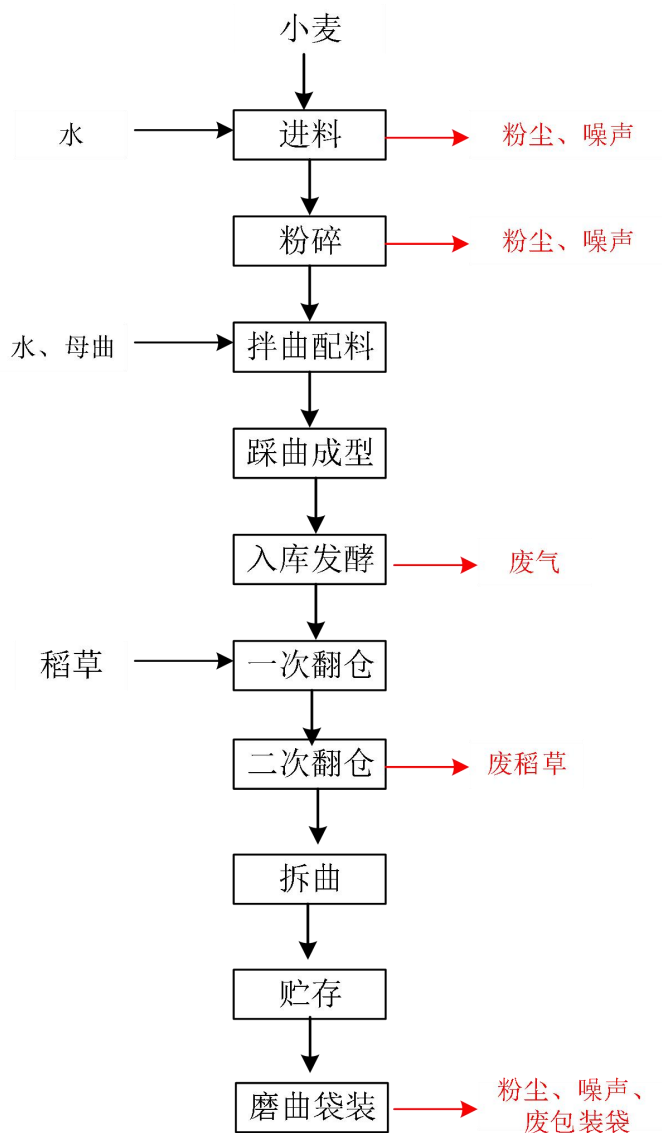 小麦
水
进料
粉尘、噪声
粉碎
粉尘、噪声
水、母曲
拌曲配料
踩曲成型
入库发酵
废气
稻草
一次翻仓
二次翻仓
废稻草
拆曲
贮存
磨曲袋装
粉尘、噪声、
废包装袋